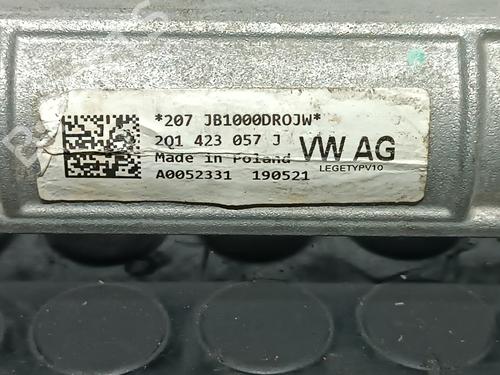 *207 JB1000DROJW*
2Q1 423 057 J
Made in Poland
VW AG
LEGETYPV10
A0052331 190521